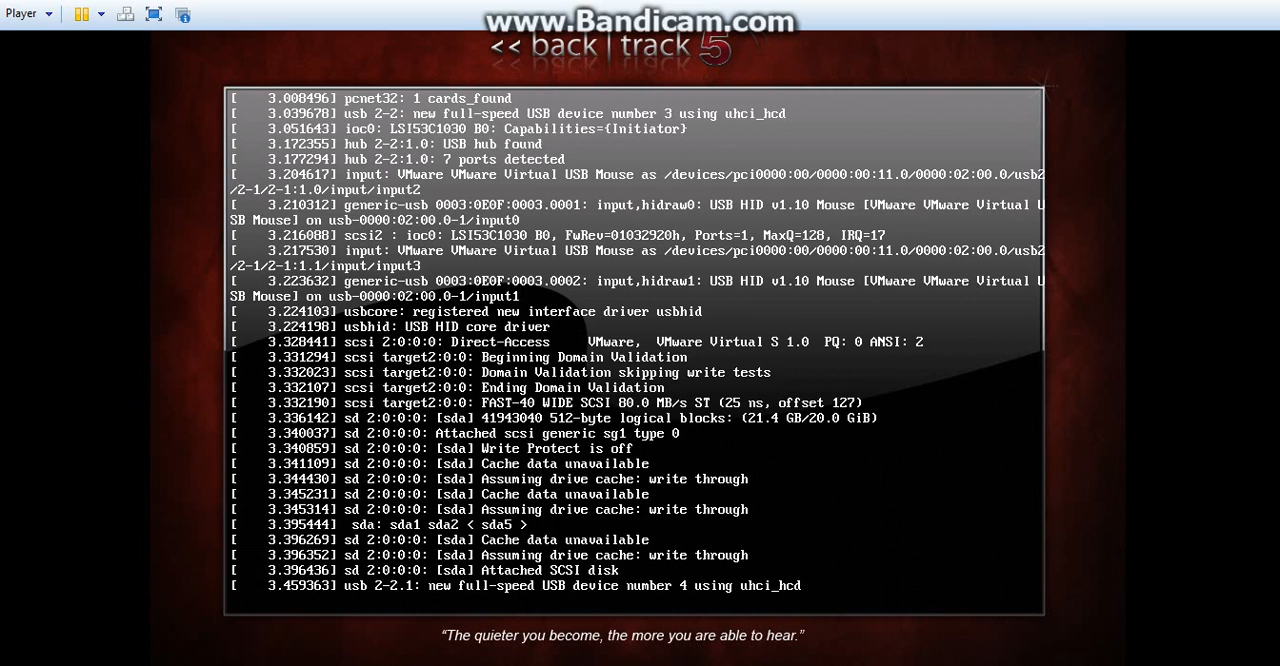 Player
www.Bandicam.com
<< back | track 5
[    3.008496] pcnet32: 1 cards_found
[    3.039678] usb 2-2: new full-speed USB device number 3 using uhci_hcd
[    3.051643] ioc0: LSI53C1030 B0: Capabilities={Initiator}
[    3.172355] hub 2-2:1.0: USB hub found
[    3.177294] hub 2-2:1.0: 7 ports detected
[    3.204617] input: VMware VMware Virtual USB Mouse as /devices/pci0000:00/0000:00:11.0/0000:02:00.0/usb2
/2-1/2-1:1.0/input/input2
[    3.210312] generic-usb 0003:0E0F:0003.0001: input,hidraw0: USB HID v1.10 Mouse [VMware VMware Virtual U
SB Mouse] on usb-0000:02:00.0-1/input0
[    3.216088] scsi2 : ioc0: LSI53C1030 B0, FwRev=01032920h, Ports=1, MaxQ=128, IRQ=17
[    3.217530] input: VMware VMware Virtual USB Mouse as /devices/pci0000:00/0000:00:11.0/0000:02:00.0/usb2
/2-1/2-1:1.1/input/input3
[    3.223632] generic-usb 0003:0E0F:0003.0002: input,hidraw1: USB HID v1.10 Mouse [VMware VMware Virtual U
SB Mouse] on usb-0000:02:00.0-1/input1
[    3.224103] usbcore: registered new interface driver usbhid
[    3.224198] usbhid: USB HID core driver
[    3.328441] scsi 2:0:0:0: Direct-Access     VMware,  VMware Virtual S 1.0  PQ: 0 ANSI: 2
[    3.331294] scsi target2:0:0: Beginning Domain Validation
[    3.332023] scsi target2:0:0: Domain Validation skipping write tests
[    3.332107] scsi target2:0:0: Ending Domain Validation
[    3.332190] scsi target2:0:0: FAST-40 WIDE SCSI 80.0 MB/s ST (25 ns, offset 127)
[    3.336142] sd 2:0:0:0: [sda] 41943040 512-byte logical blocks: (21.4 GB/20.0 GiB)
[    3.340037] sd 2:0:0:0: Attached scsi generic sg1 type 0
[    3.340859] sd 2:0:0:0: [sda] Write Protect is off
[    3.341109] sd 2:0:0:0: [sda] Cache data unavailable
[    3.344430] sd 2:0:0:0: [sda] Assuming drive cache: write through
[    3.345231] sd 2:0:0:0: [sda] Cache data unavailable
[    3.345314] sd 2:0:0:0: [sda] Assuming drive cache: write through
[    3.395444]  sda: sda1 sda2 < sda5 >
[    3.396269] sd 2:0:0:0: [sda] Cache data unavailable
[    3.396352] sd 2:0:0:0: [sda] Assuming drive cache: write through
[    3.396436] sd 2:0:0:0: [sda] Attached SCSI disk
[    3.459363] usb 2-2.1: new full-speed USB device number 4 using uhci_hcd
“The quieter you become, the more you are able to hear.”